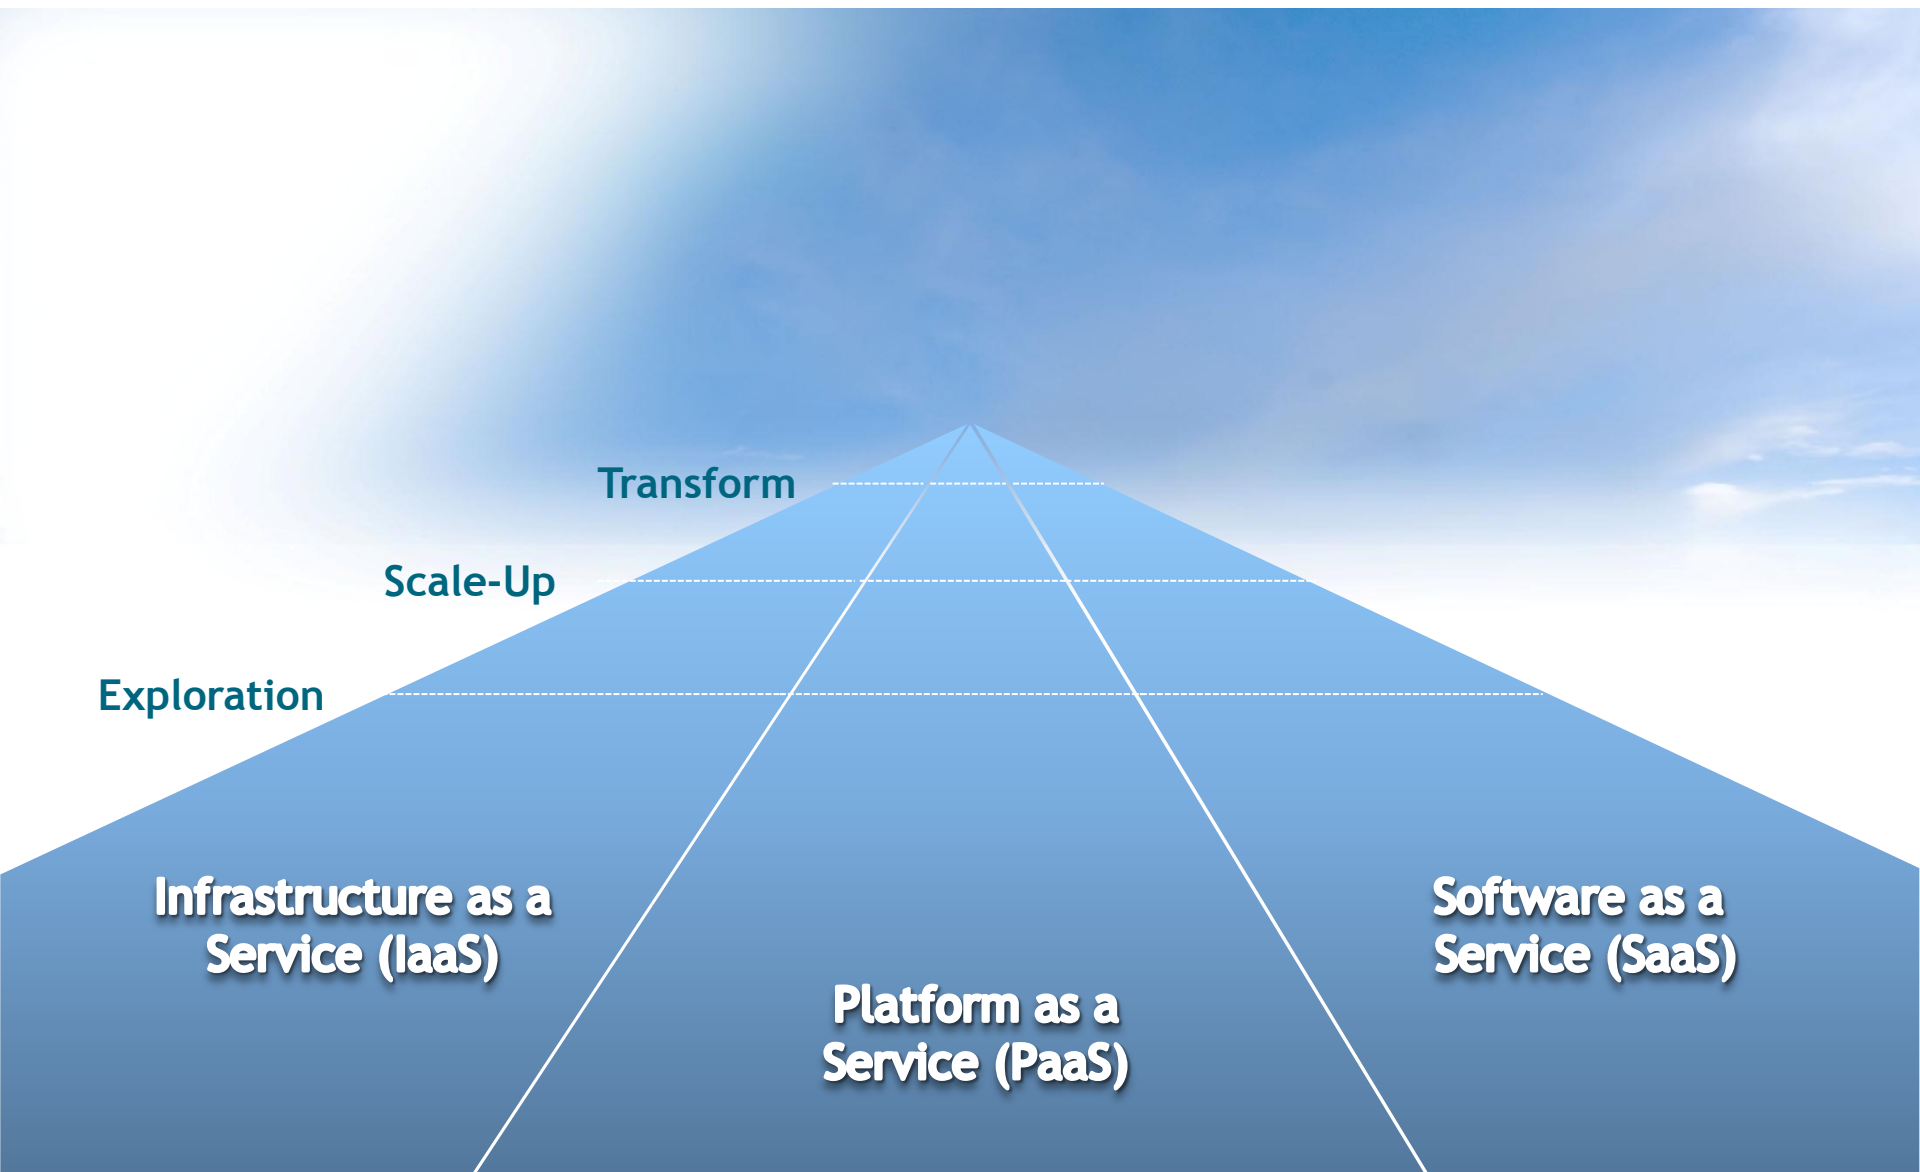 Transform
Scale-Up
Exploration
Infrastructure as a
Service (IaaS)
Platform as a
Service (PaaS)
Software as a
Service (SaaS)